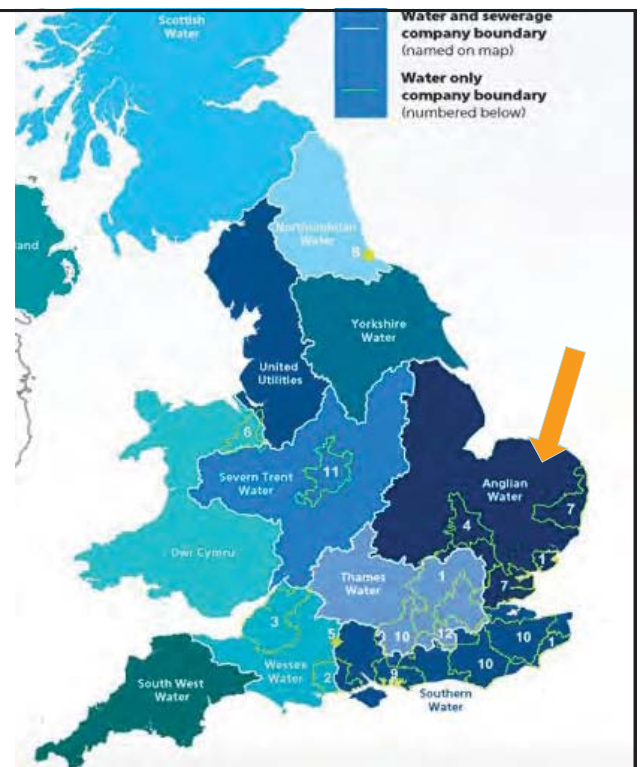 Scottish
Water
Water and sewerage
company boundary
(named on map)
Water only
company boundary
(numbered below)
Northumbrian
Water
8
land
Yorkshire
Water
United
Utilities
6
Severn Trent
Water
11
Anglian
Water
7
4
Dwr Cymru
1
Thames
Water
1
7
3
5
10
12
10
1
Wessex
Water
2
9
10
South West
Water
Southern
Water